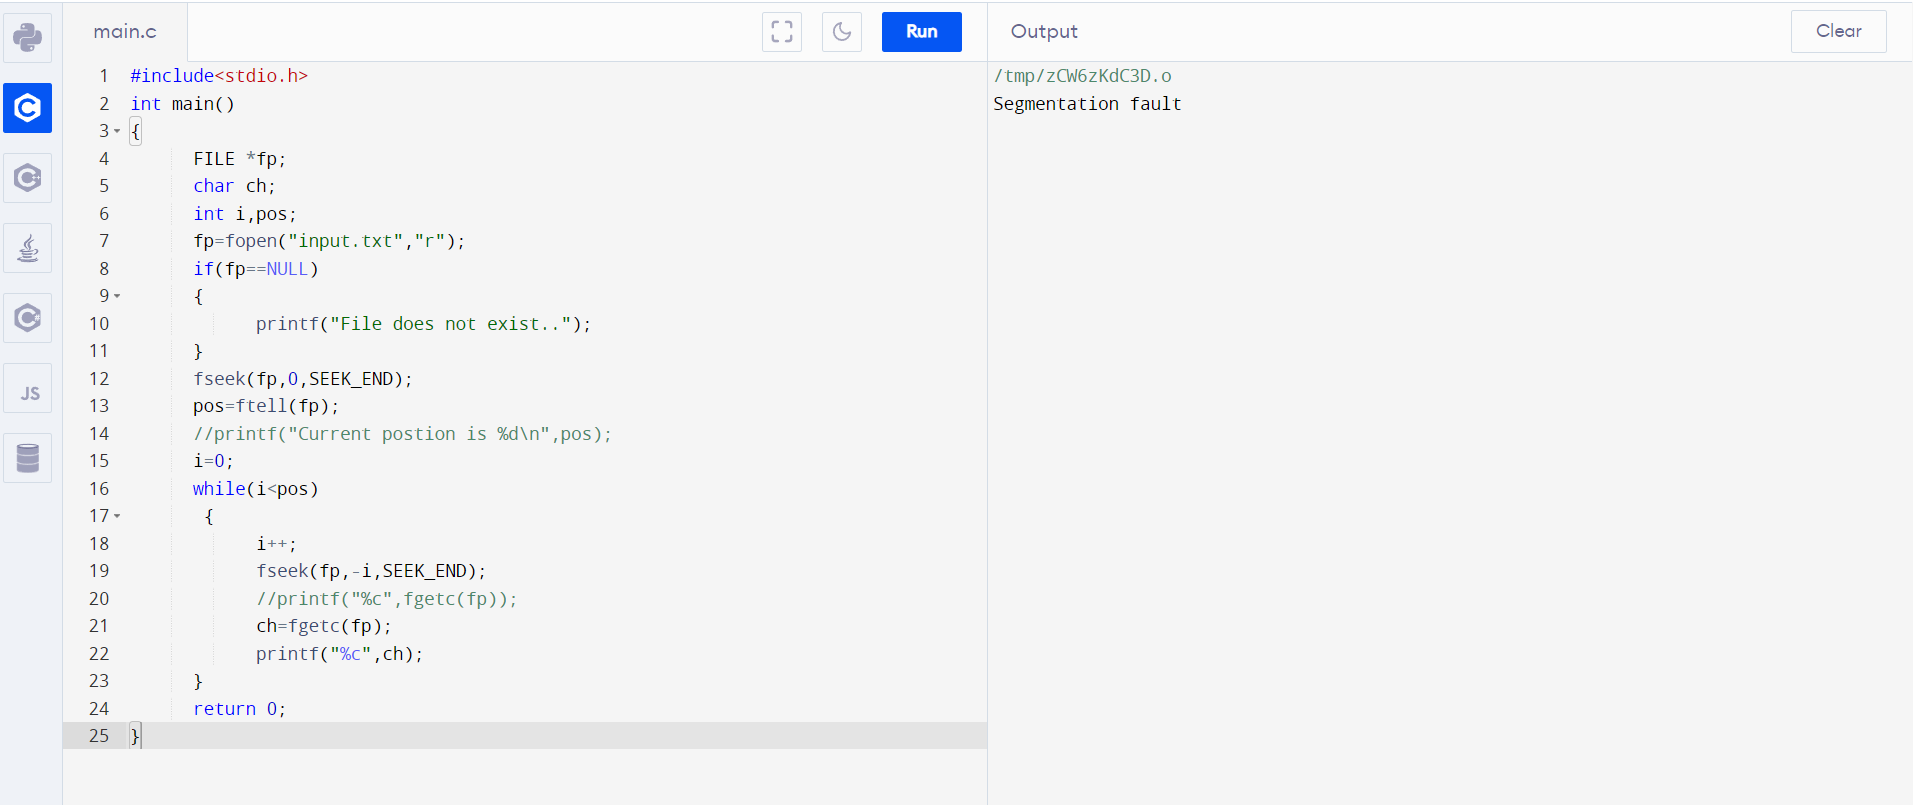 main.c
Run
Output
Clear
1 #include<stdio.h>
2 int main()
3 {
4 FILE *fp;
5 char ch;
6 int i,pos;
7 fp=fopen("input.txt","r");
8 if(fp==NULL)
9 {
10 printf("File does not exist..");
11 }
12 fseek(fp,0,SEEK_END);
13 pos=ftell(fp);
14 //printf("Current postion is %d\n",pos);
15 i=0;
16 while(i<pos)
17 {
18 i++;
19 fseek(fp,-i,SEEK_END);
20 //printf("%c",fgetc(fp));
21 ch=fgetc(fp);
22 printf("%c",ch);
23 }
24 return 0;
25 }
/tmp/zCW6zKdC3D.o
Segmentation fault
C
C++
C
C#
JS